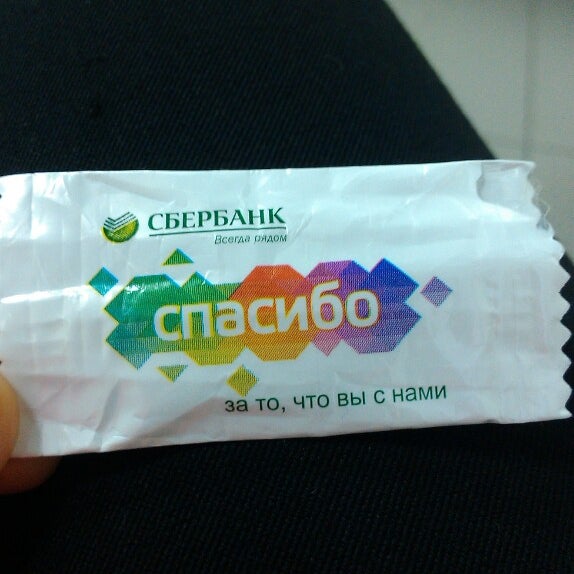 СБЕРБАНК
Всегда рядом
спасибо
за то, что вы с нами